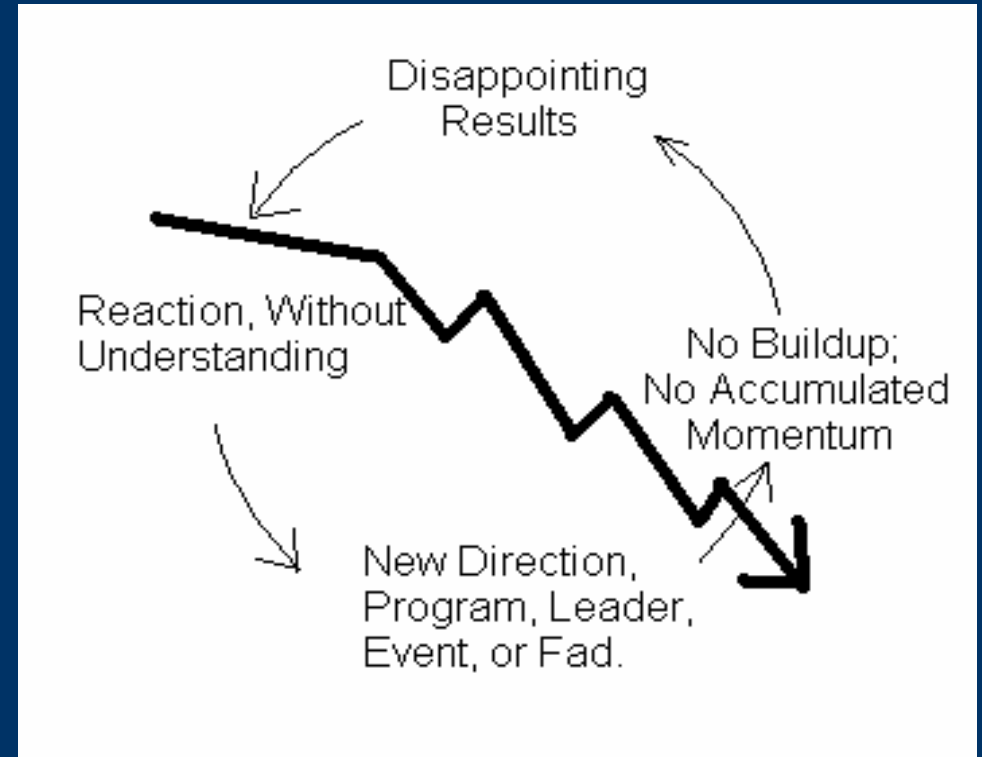 Disappointing
Results
Reaction, Without
Understanding
No Buildup;
No Accumulated
Momentum
New Direction,
Program, Leader,
Event, or Fad.